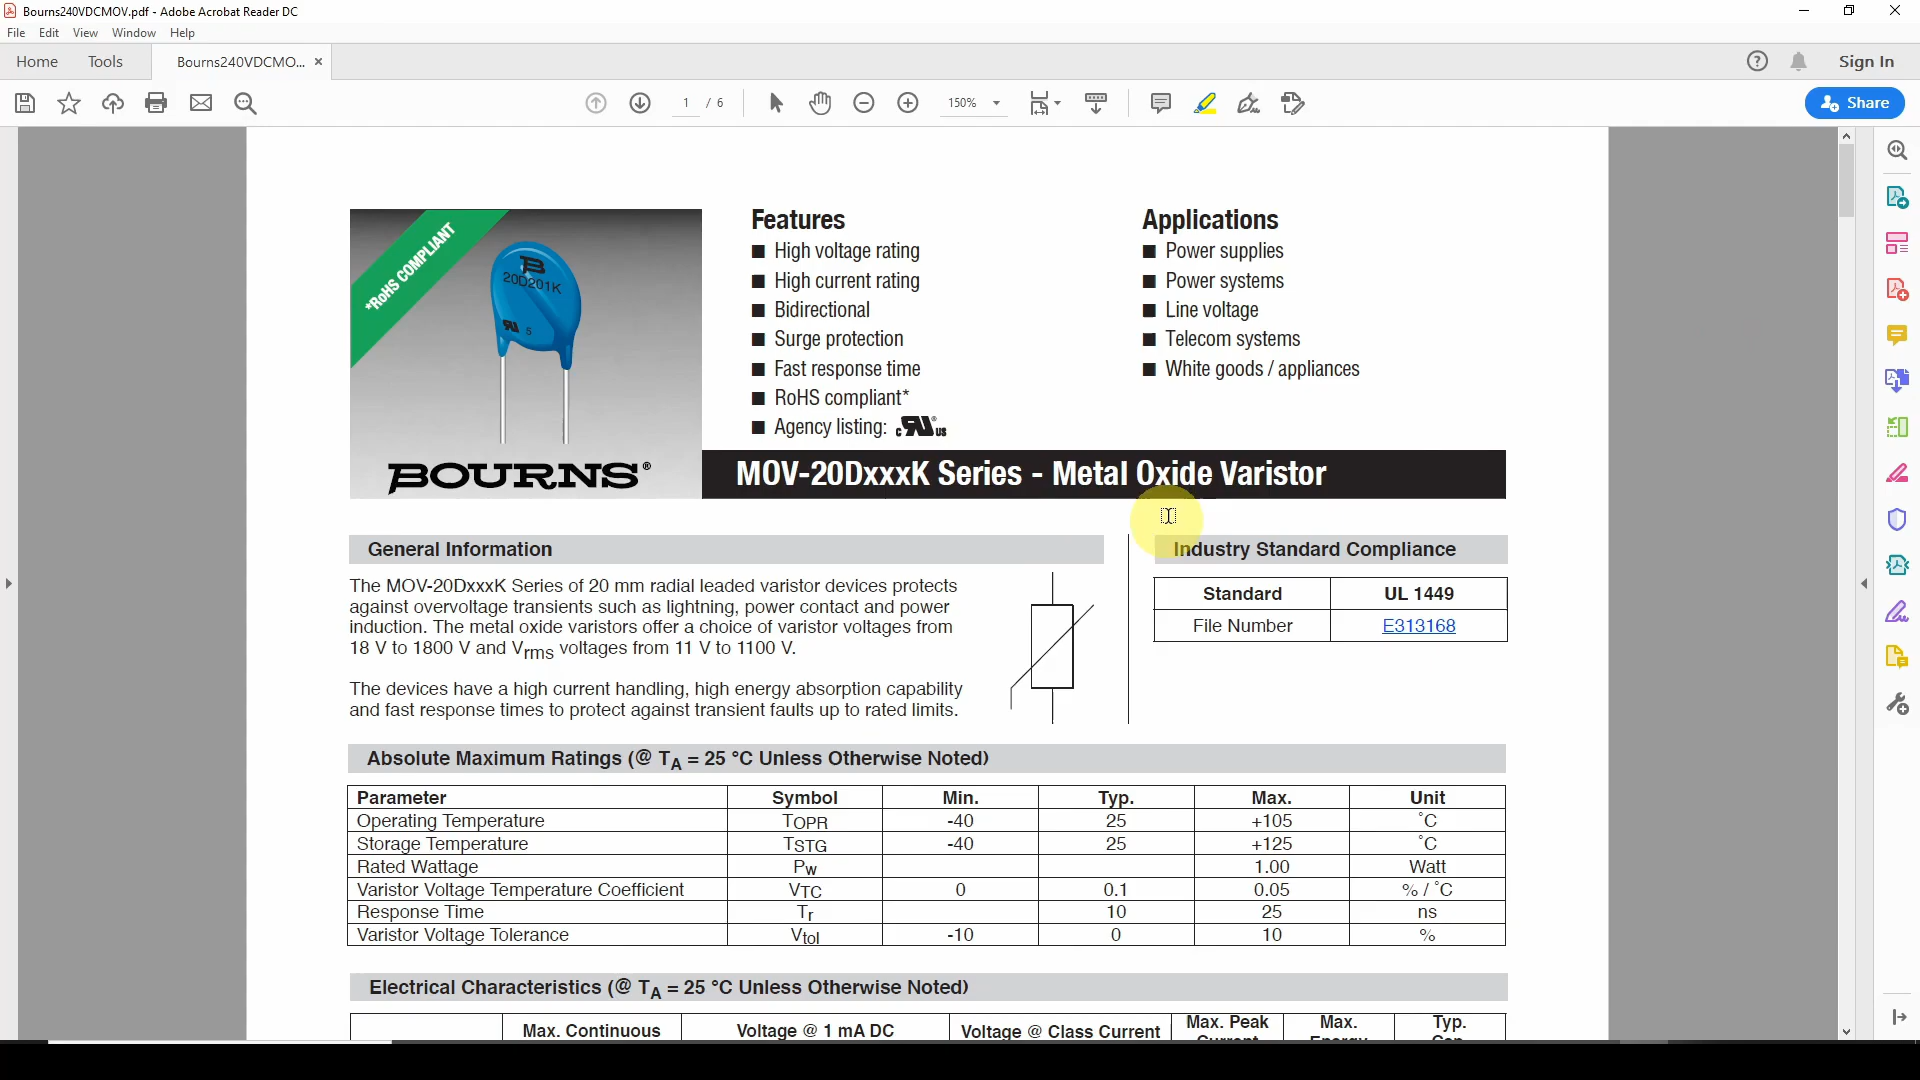 Bourns240VDCMOV.pdf - Adobe Acrobat Reader DC
File Edit View Window Help
Home Tools Bourns240VDCMO... × Sign In
1 / 6 150% Share
*RoHS COMPLIANT
20D201K
5
BOURNS®
Features
■ High voltage rating
■ High current rating
■ Bidirectional
■ Surge protection
■ Fast response time
■ RoHS compliant*
■ Agency listing: c RU® US
Applications
■ Power supplies
■ Power systems
■ Line voltage
■ Telecom systems
■ White goods / appliances
MOV-20DxxxK Series - Metal Oxide Varistor
General Information
The MOV-20DxxxK Series of 20 mm radial leaded varistor devices protects
against overvoltage transients such as lightning, power contact and power
induction. The metal oxide varistors offer a choice of varistor voltages from
18 V to 1800 V and Vrms voltages from 11 V to 1100 V.
The devices have a high current handling, high energy absorption capability
and fast response times to protect against transient faults up to rated limits.
Industry Standard Compliance
Standard UL 1449
File Number E313168
Absolute Maximum Ratings (@ TA = 25 °C Unless Otherwise Noted)
Parameter Symbol Min. Typ. Max. Unit
Operating Temperature TOPR -40 25 +105 °C
Storage Temperature TSTG -40 25 +125 °C
Rated Wattage PW 1.00 Watt
Varistor Voltage Temperature Coefficient VTC 0 0.1 0.05 % / °C
Response Time Tr 10 25 ns
Varistor Voltage Tolerance Vtol -10 0 10 %
Electrical Characteristics (@ TA = 25 °C Unless Otherwise Noted)
Max. Continuous Voltage @ 1 mA DC Voltage @ Class Current Max. Peak Max. Typ.